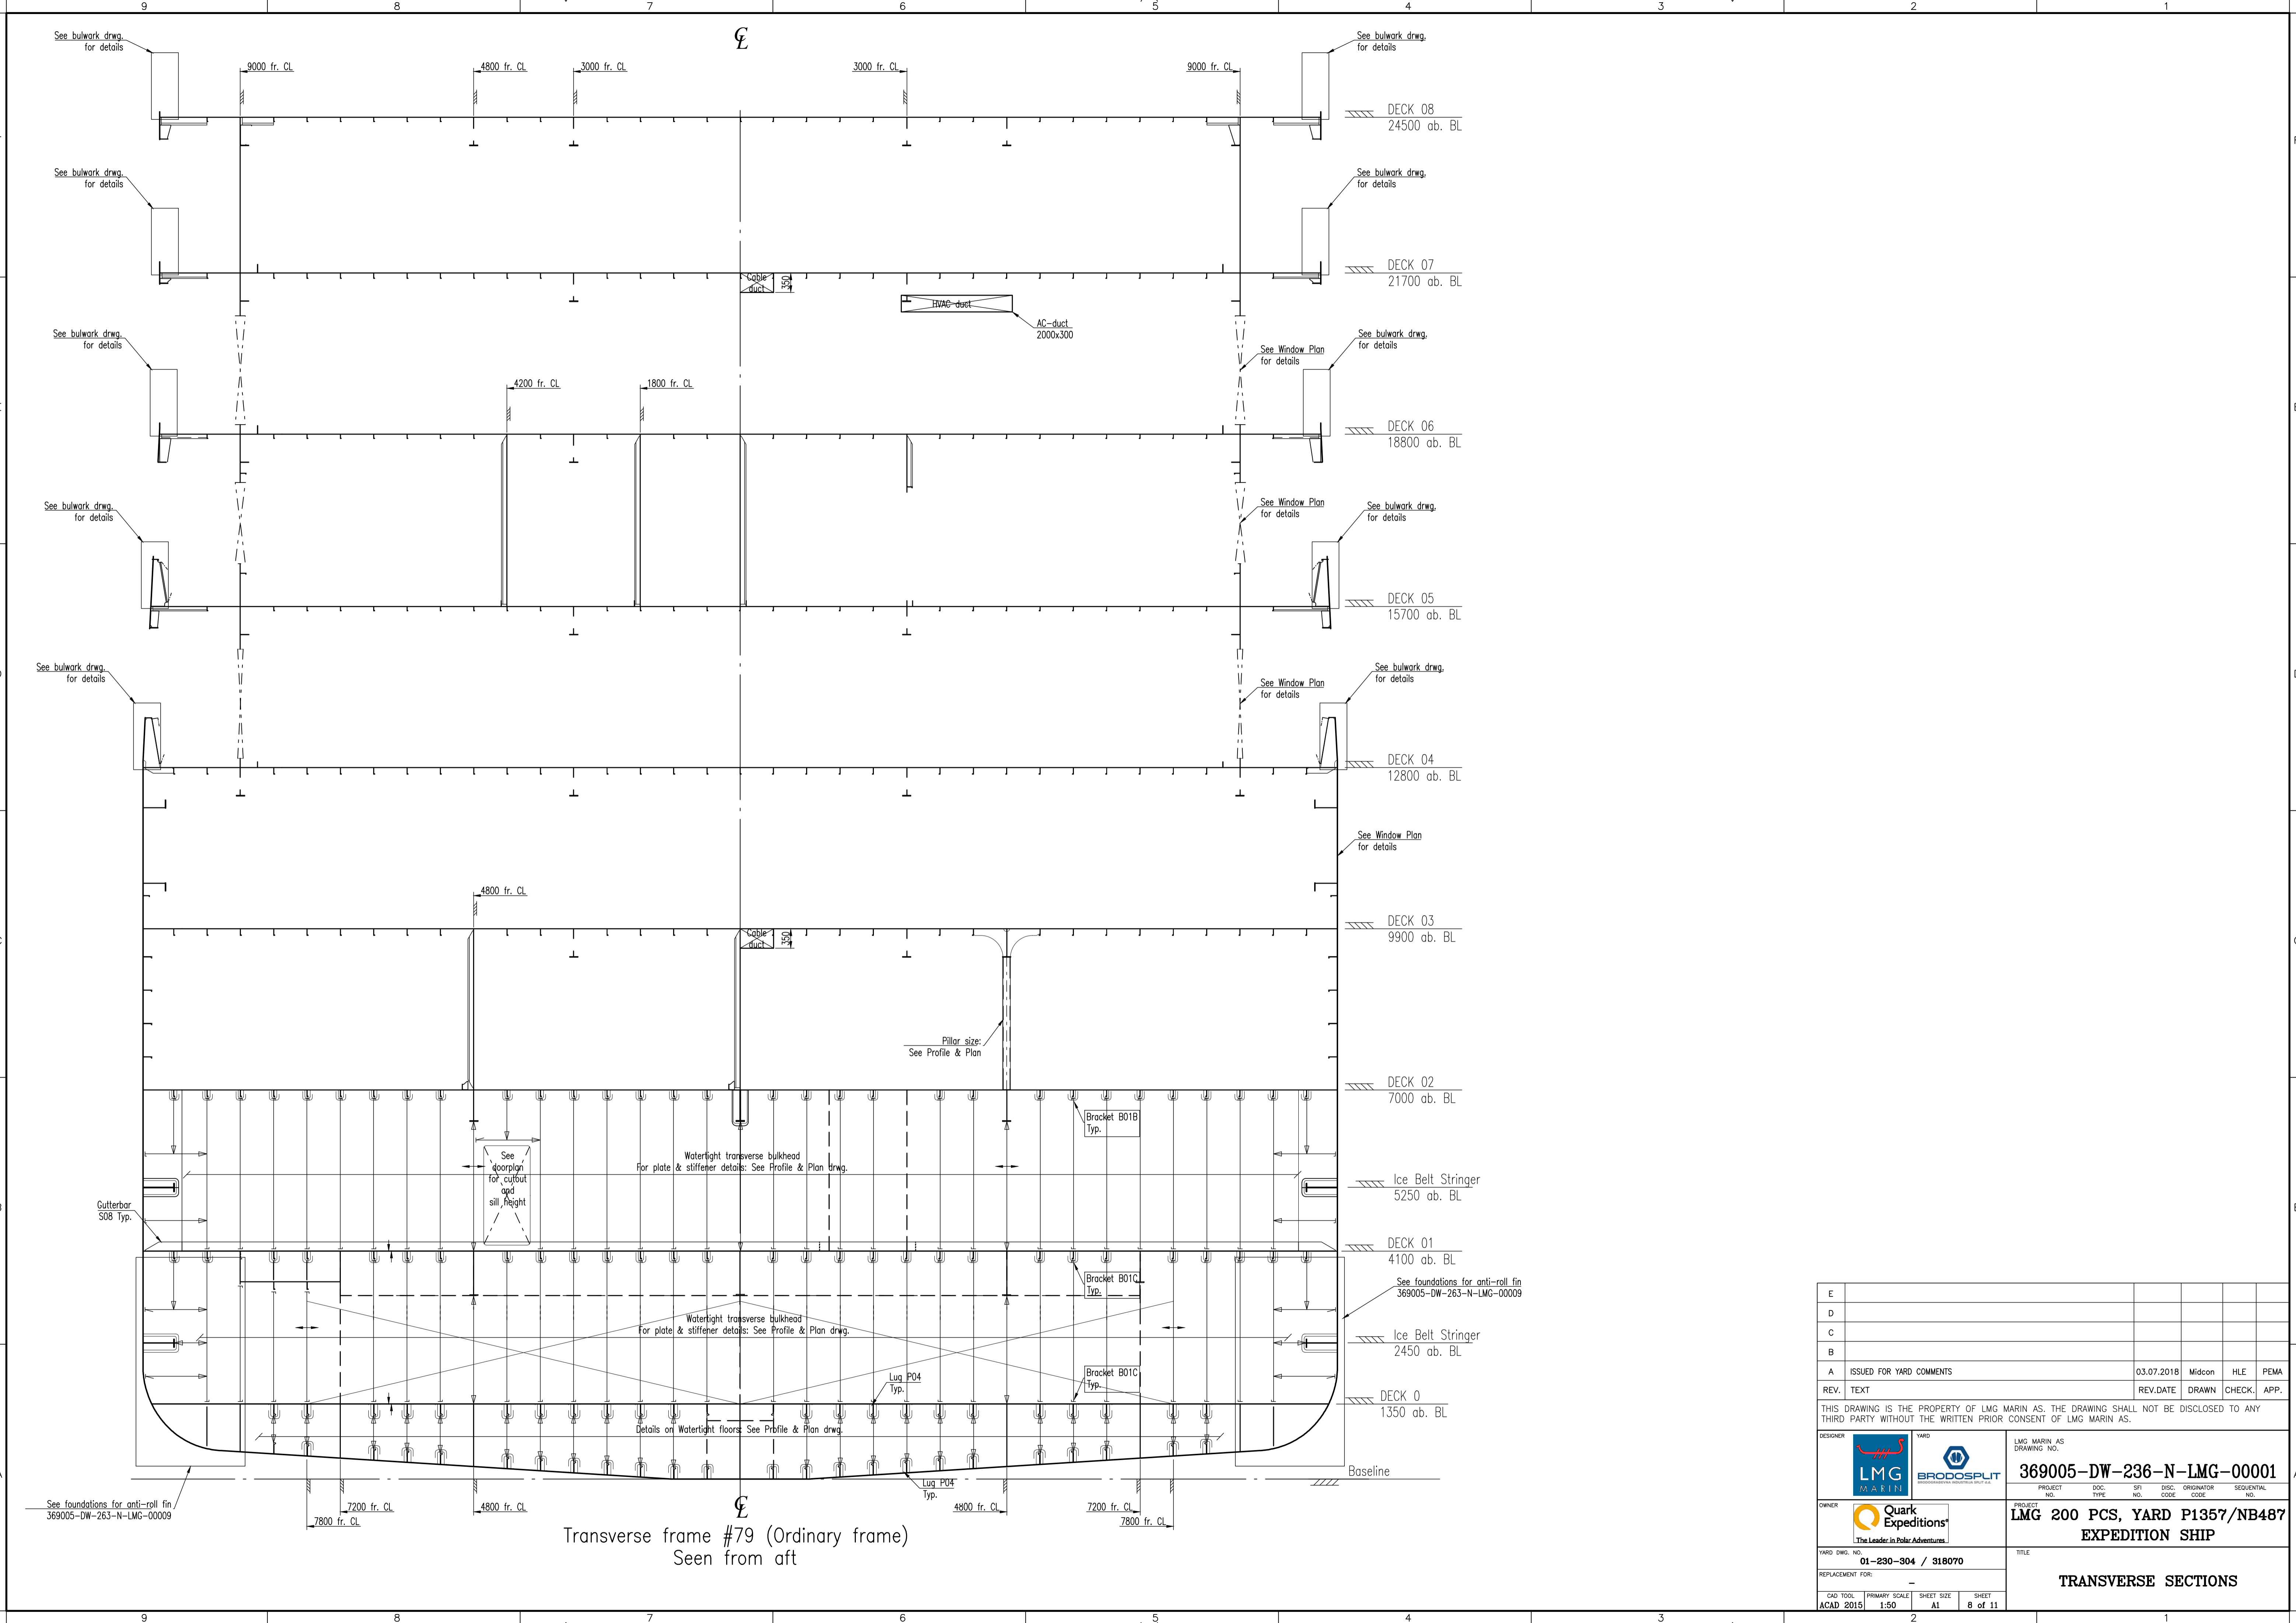 9 8 7 6 5 4 3 2 1
CL
See bulwark drwg.
for details
9000 fr. CL
4800 fr. CL
3000 fr. CL
3000 fr. CL
9000 fr. CL
See bulwark drwg.
for details
DECK 08
24500 ab. BL
See bulwark drwg.
for details
See bulwark drwg.
for details
DECK 07
21700 ab. BL
Cable
duct
350
HVAC duct
AC-duct
2000x300
See bulwark drwg.
for details
See Window Plan
for details
See bulwark drwg.
for details
4200 fr. CL
1800 fr. CL
DECK 06
18800 ab. BL
See bulwark drwg.
for details
See Window Plan
for details
See bulwark drwg.
for details
DECK 05
15700 ab. BL
See bulwark drwg.
for details
See Window Plan
for details
See bulwark drwg.
for details
DECK 04
12800 ab. BL
See Window Plan
for details
4800 fr. CL
DECK 03
9900 ab. BL
Cable
duct
350
Pillar size:
See Profile & Plan
DECK 02
7000 ab. BL
Bracket B01B
Typ.
See
doorplan
for cutout
and
sill height
Watertight transverse bulkhead
For plate & stiffener details: See Profile & Plan drwg.
Ice Belt Stringer
5250 ab. BL
Gutterbar
S08 Typ.
DECK 01
4100 ab. BL
Bracket B01C
Typ.
See foundations for anti-roll fin
369005-DW-263-N-LMG-00009
Watertight transverse bulkhead
For plate & stiffener details: See Profile & Plan drwg.
Ice Belt Stringer
2450 ab. BL
Lug P04
Typ.
Bracket B01C
Typ.
DECK 0
1350 ab. BL
Details on Watertight floors: See Profile & Plan drwg.
Baseline
Lug P04
Typ.
See foundations for anti-roll fin
369005-DW-263-N-LMG-00009
7200 fr. CL
4800 fr. CL
4800 fr. CL
7200 fr. CL
7800 fr. CL
7800 fr. CL
CL
Transverse frame #79 (Ordinary frame)
Seen from aft
E
D
C
B
A ISSUED FOR YARD COMMENTS 03.07.2018 Midcon HLE PEMA
REV. TEXT REV.DATE DRAWN CHECK. APP.
THIS DRAWING IS THE PROPERTY OF LMG MARIN AS. THE DRAWING SHALL NOT BE DISCLOSED TO ANY
THIRD PARTY WITHOUT THE WRITTEN PRIOR CONSENT OF LMG MARIN AS.
DESIGNER
LMG
MARIN
YARD
BRODOSPLIT
LMG MARIN AS
DRAWING NO.
369005-DW-236-N-LMG-00001
PROJECT NO. DOC. TYPE SFI NO. DISC. CODE ORIGINATOR CODE SEQUENTIAL NO.
OWNER
Quark
Expeditions®
The Leader in Polar Adventures
PROJECT
LMG 200 PCS, YARD P1357/NB487
EXPEDITION SHIP
YARD DWG. NO.
01-230-304 / 318070
REPLACEMENT FOR:
-
TITLE
TRANSVERSE SECTIONS
CAD TOOL PRIMARY SCALE SHEET SIZE SHEET
ACAD 2015 1:50 A1 8 of 11
9 8 7 6 5 4 3 2 1